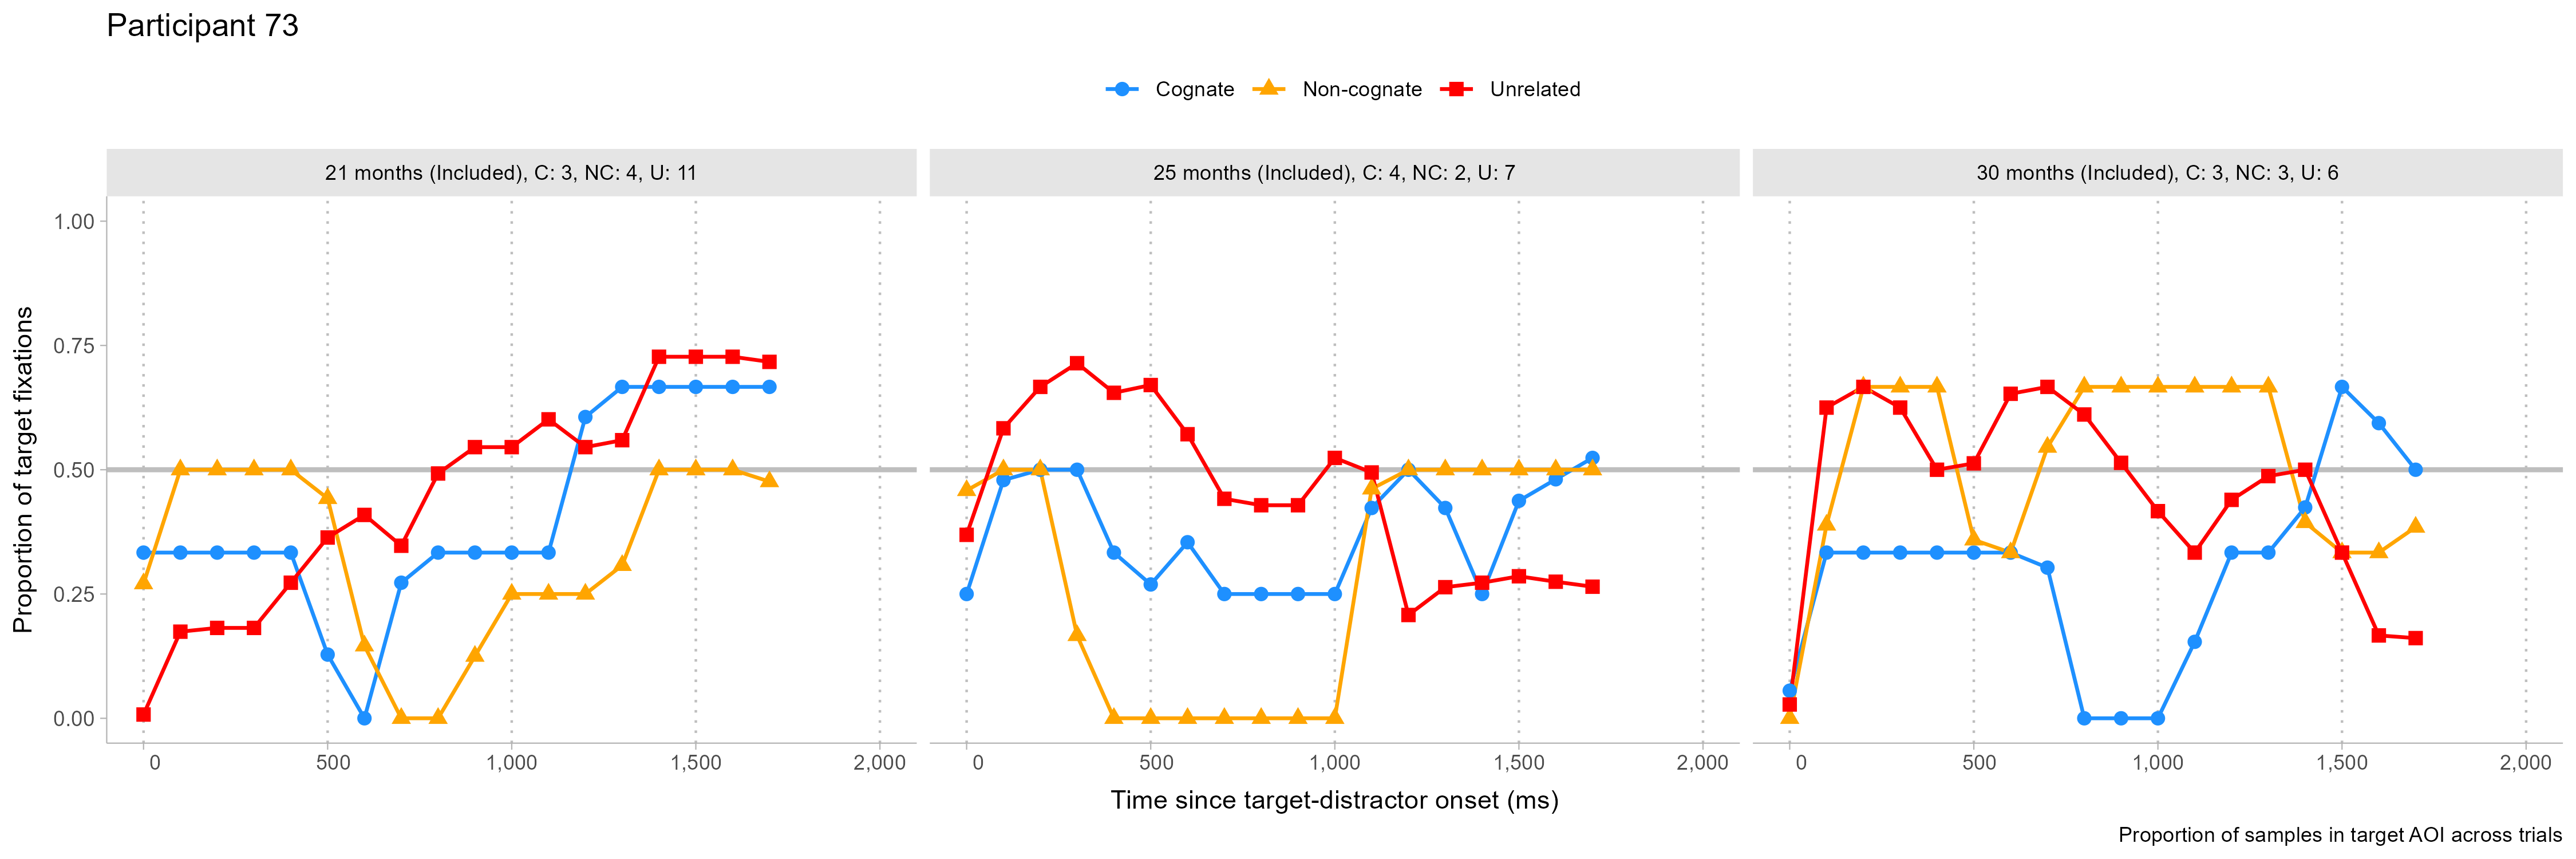 Participant 73
Cognate Non-cognate Unrelated
21 months (Included), C: 3, NC: 4, U: 11
25 months (Included), C: 4, NC: 2, U: 7
30 months (Included), C: 3, NC: 3, U: 6
Proportion of target fixations
1.00
0.75
0.50
0.25
0.00
0 500 1,000 1,500 2,000
0 500 1,000 1,500 2,000
0 500 1,000 1,500 2,000
Time since target-distractor onset (ms)
Proportion of samples in target AOI across trials